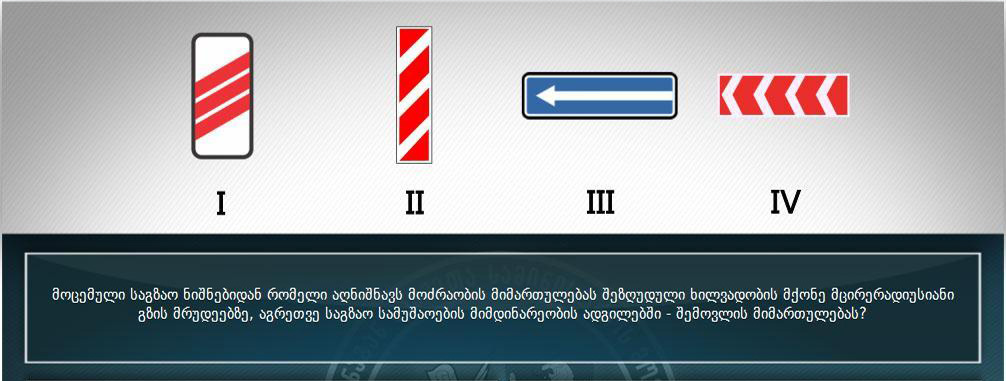 I II III IV
მოცემული საგზაო ნიშნებიდან რომელი აღნიშნავს მოძრაობის მიმართულებას შეზღუდული ხილვადობის მქონე მცირერადიუსიანი
გზის მრუდეებზე, აგრეთვე საგზაო სამუშაოების მიმდინარეობის ადგილებში - შემოვლის მიმართულებას?